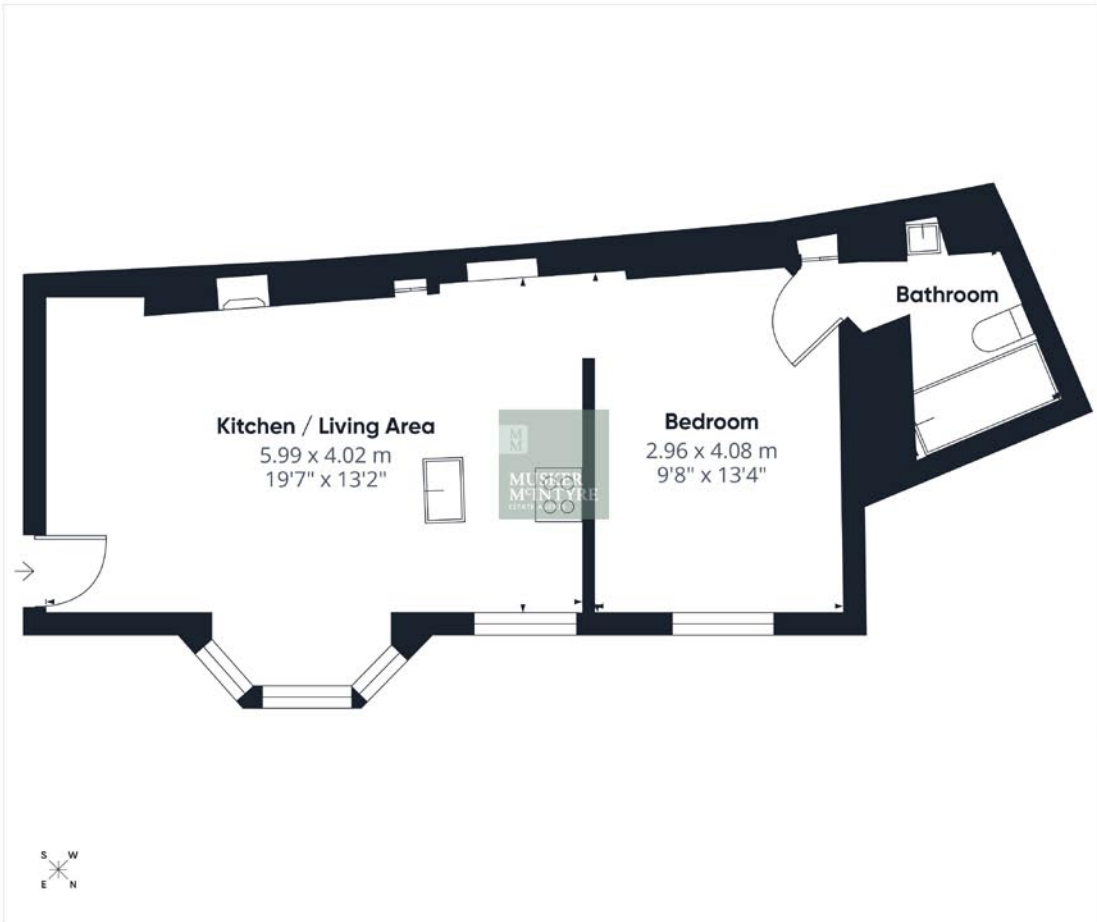 Bathroom
Kitchen / Living Area
5.99 x 4.02 m
19'7" x 13'2"
Bedroom
2.96 x 4.08 m
9'8" x 13'4"
M
M
MUSKER
McINTYRE
ESTATE AGENTS
S W
E N